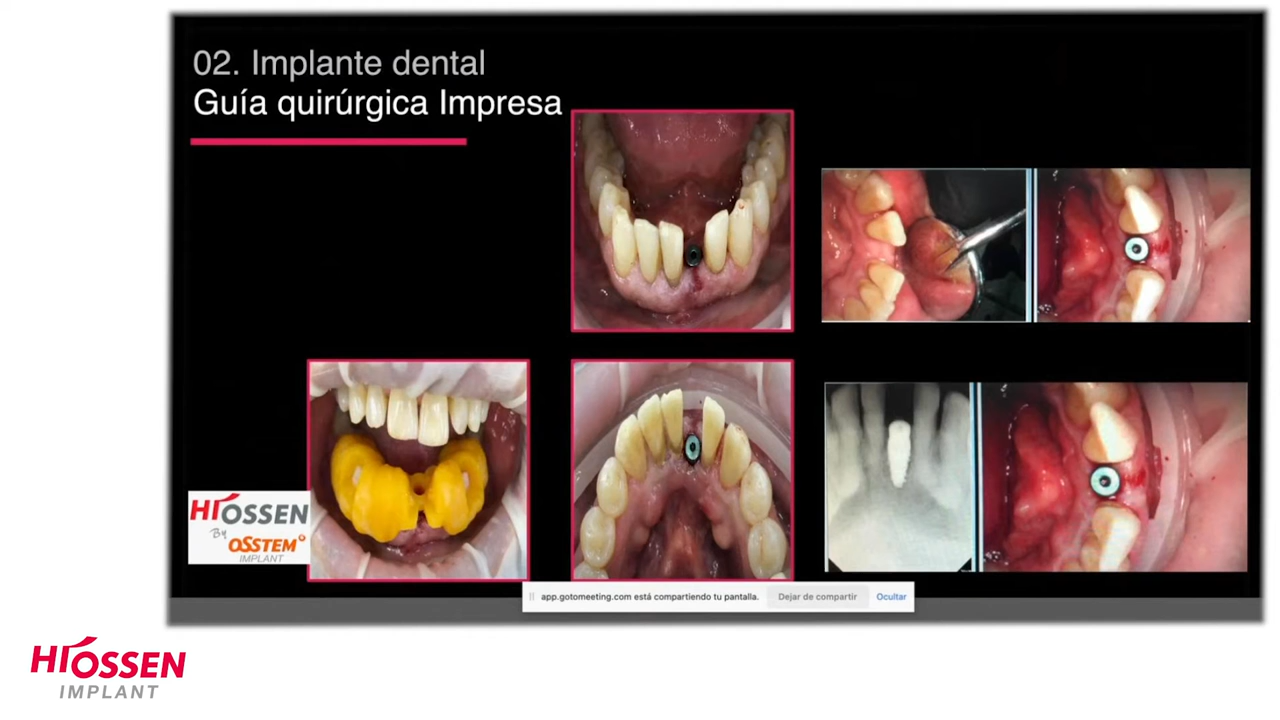 02. Implante dental
Guía quirúrgica Impresa
HIOSSEN
By OSSTEM
IMPLANT
app.gotomeeting.com está compartiendo tu pantalla. Dejar de compartir Ocultar
HIOSSEN
IMPLANT